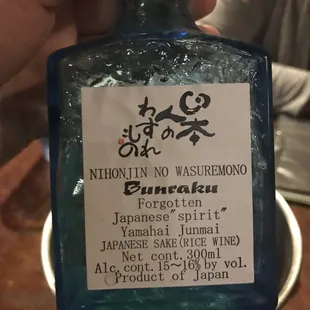 日本
人の
わすれ
もの
NIHONJIN NO WASUREMONO
Bunraku
Forgotten
Japanese"spirit"
Yamahai Junmai
JAPANESE SAKE(RICE WINE)
Net cont. 300ml
Alc. cont. 15～16% by vol.
Product of Japan